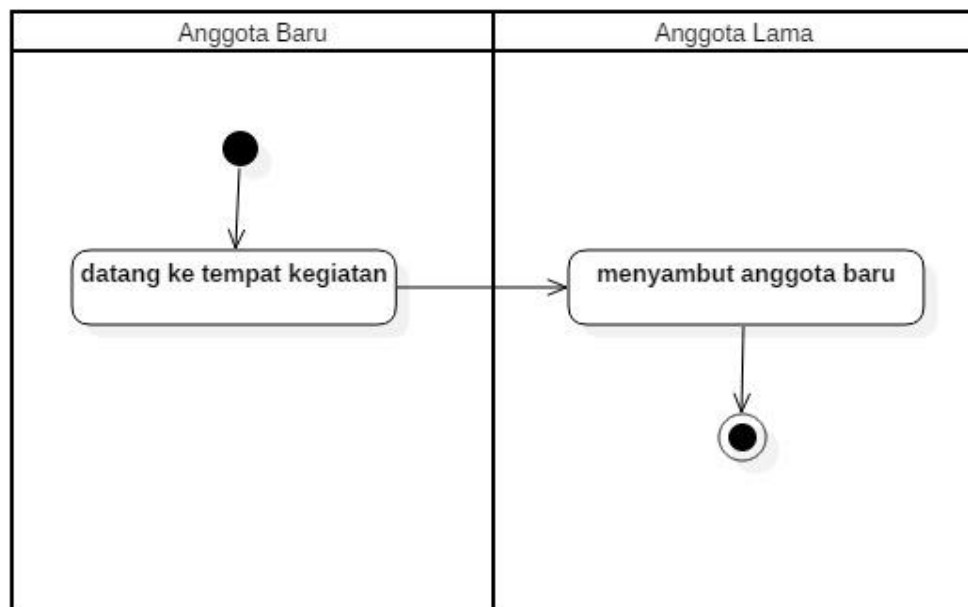 Anggota Baru
Anggota Lama
datang ke tempat kegiatan
menyambut anggota baru